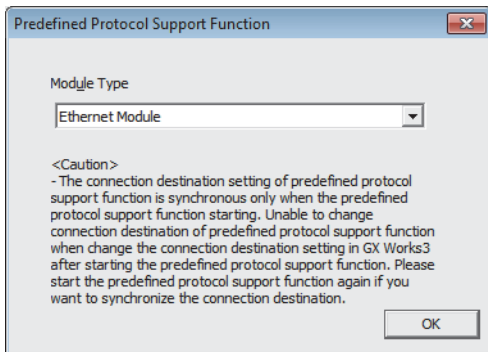 Predefined Protocol Support Function
Module Type
Ethernet Module
<Caution>
- The connection destination setting of predefined protocol
support function is synchronous only when the predefined
protocol support function starting. Unable to change
connection destination of predefined protocol support function
when change the connection destination setting in GX Works3
after starting the predefined protocol support function. Please
start the predefined protocol support function again if you
want to synchronize the connection destination.
OK